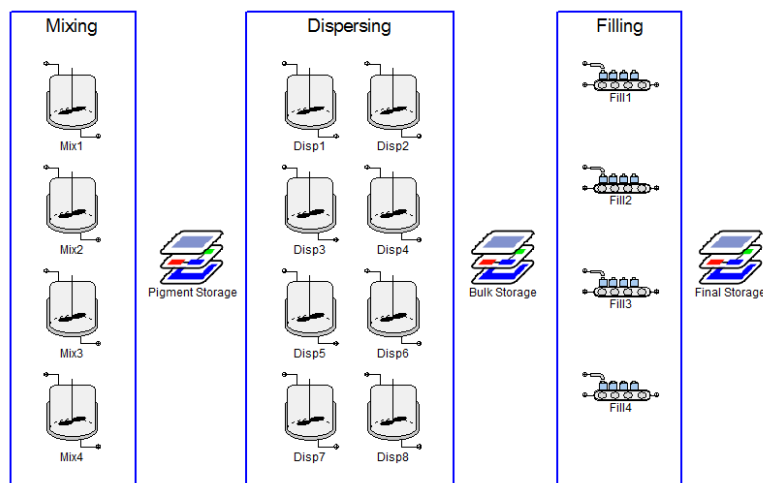 Mixing
Dispersing
Filling
Mix1
Disp1
Disp2
Fill1
Mix2
Disp3
Disp4
Fill2
Pigment Storage
Bulk Storage
Final Storage
Mix3
Disp5
Disp6
Fill3
Mix4
Disp7
Disp8
Fill4